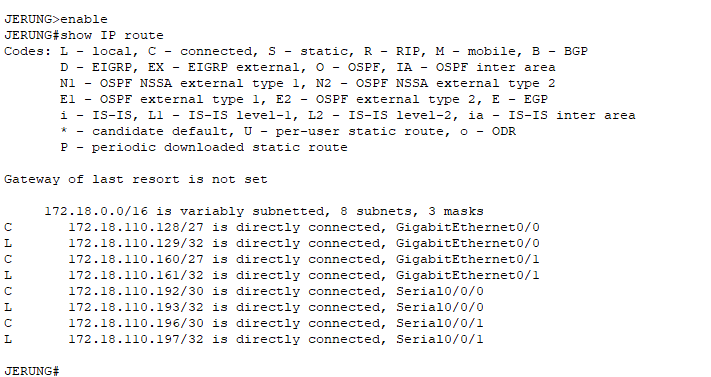 JERUNG>enable
JERUNG#show IP route
Codes: L - local, C - connected, S - static, R - RIP, M - mobile, B - BGP
       D - EIGRP, EX - EIGRP external, O - OSPF, IA - OSPF inter area
       N1 - OSPF NSSA external type 1, N2 - OSPF NSSA external type 2
       E1 - OSPF external type 1, E2 - OSPF external type 2, E - EGP
       i - IS-IS, L1 - IS-IS level-1, L2 - IS-IS level-2, ia - IS-IS inter area
       * - candidate default, U - per-user static route, o - ODR
       P - periodic downloaded static route

Gateway of last resort is not set

     172.18.0.0/16 is variably subnetted, 8 subnets, 3 masks
C       172.18.110.128/27 is directly connected, GigabitEthernet0/0
L       172.18.110.129/32 is directly connected, GigabitEthernet0/0
C       172.18.110.160/27 is directly connected, GigabitEthernet0/1
L       172.18.110.161/32 is directly connected, GigabitEthernet0/1
C       172.18.110.192/30 is directly connected, Serial0/0/0
L       172.18.110.193/32 is directly connected, Serial0/0/0
C       172.18.110.196/30 is directly connected, Serial0/0/1
L       172.18.110.197/32 is directly connected, Serial0/0/1

JERUNG#